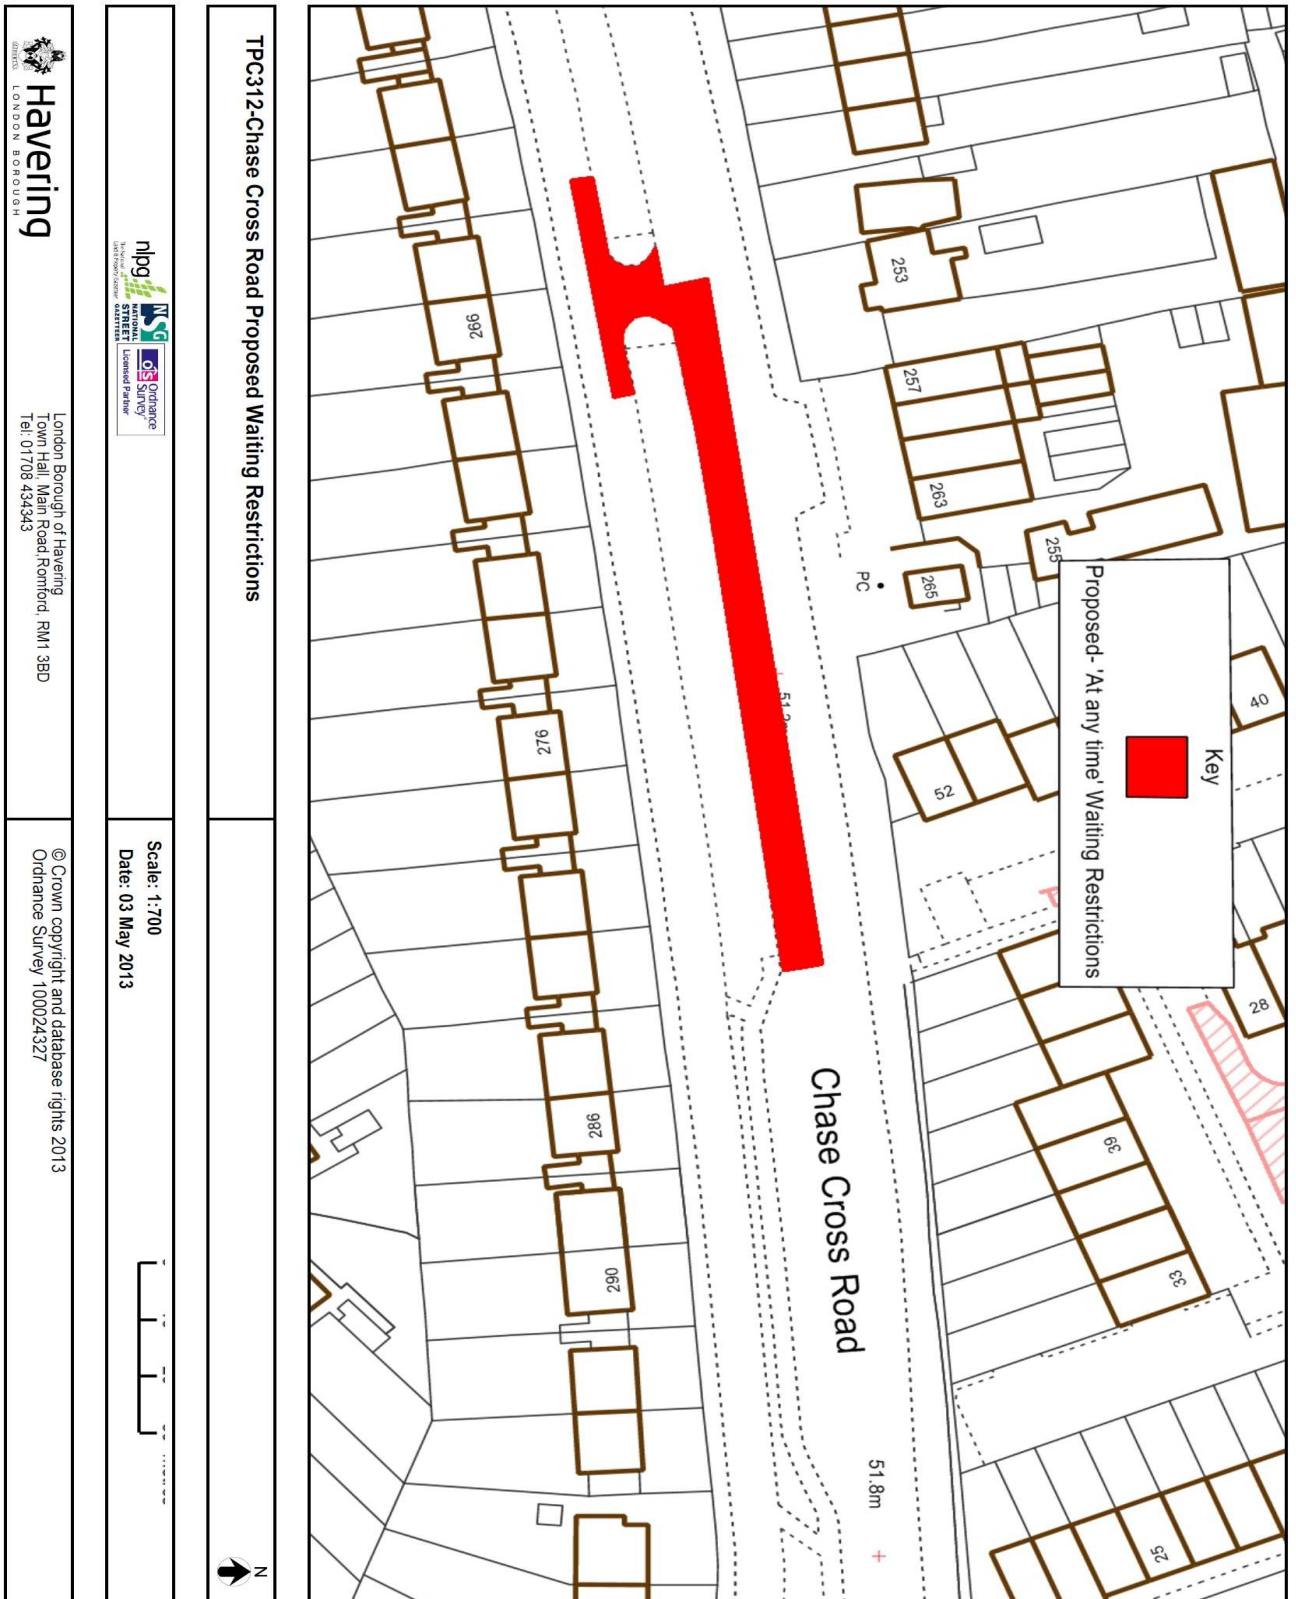 TPC312-Chase Cross Road Proposed Waiting Restrictions
N
Key
Proposed- 'At any time' Waiting Restrictions
Chase Cross Road
51.8m
PC
253
257
263
255
265
40
52
28
39
33
25
266
276
286
290
Havering
LONDON BOROUGH
London Borough of Havering
Town Hall, Main Road,Romford, RM1 3BD
Tel: 01708 434343
nlpg
NSG
NATIONAL
STREET
GAZETTEER
os Ordnance
Survey
Licensed Partner
Scale: 1:700
Date: 03 May 2013
© Crown copyright and database rights 2013
Ordnance Survey 100024327